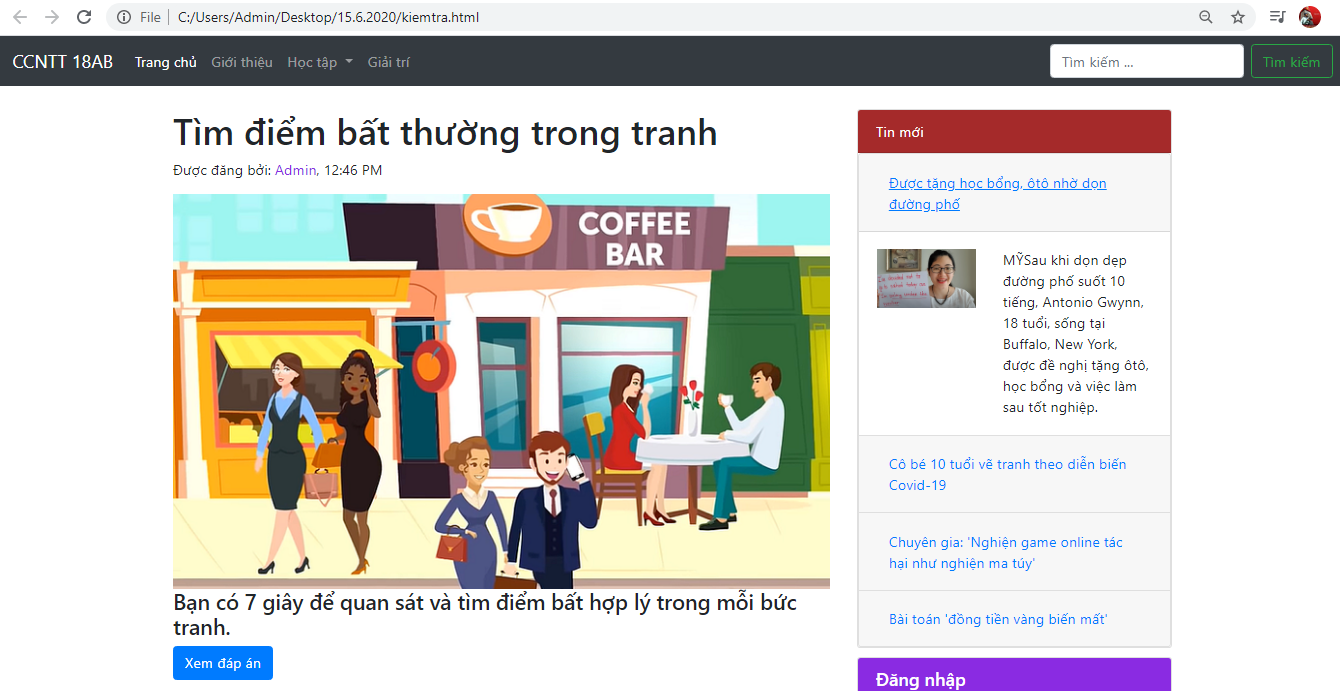 File | C:/Users/Admin/Desktop/15.6.2020/kiemtra.html
CCNTT 18AB Trang chủ Giới thiệu Học tập Giải trí Tìm kiếm ... Tìm kiếm
Tìm điểm bất thường trong tranh
Được đăng bởi: Admin, 12:46 PM
COFFEE
BAR
Bạn có 7 giây để quan sát và tìm điểm bất hợp lý trong mỗi bức
tranh.
Xem đáp án
Tin mới
Được tặng học bổng, ôtô nhờ dọn
đường phố
MỸSau khi dọn dẹp
đường phố suốt 10
tiếng, Antonio Gwynn,
18 tuổi, sống tại
Buffalo, New York,
được đề nghị tặng ôtô,
học bổng và việc làm
sau tốt nghiệp.
Cô bé 10 tuổi vẽ tranh theo diễn biến
Covid-19
Chuyên gia: 'Nghiện game online tác
hại như nghiện ma túy'
Bài toán 'đồng tiền vàng biến mất'
Đăng nhập